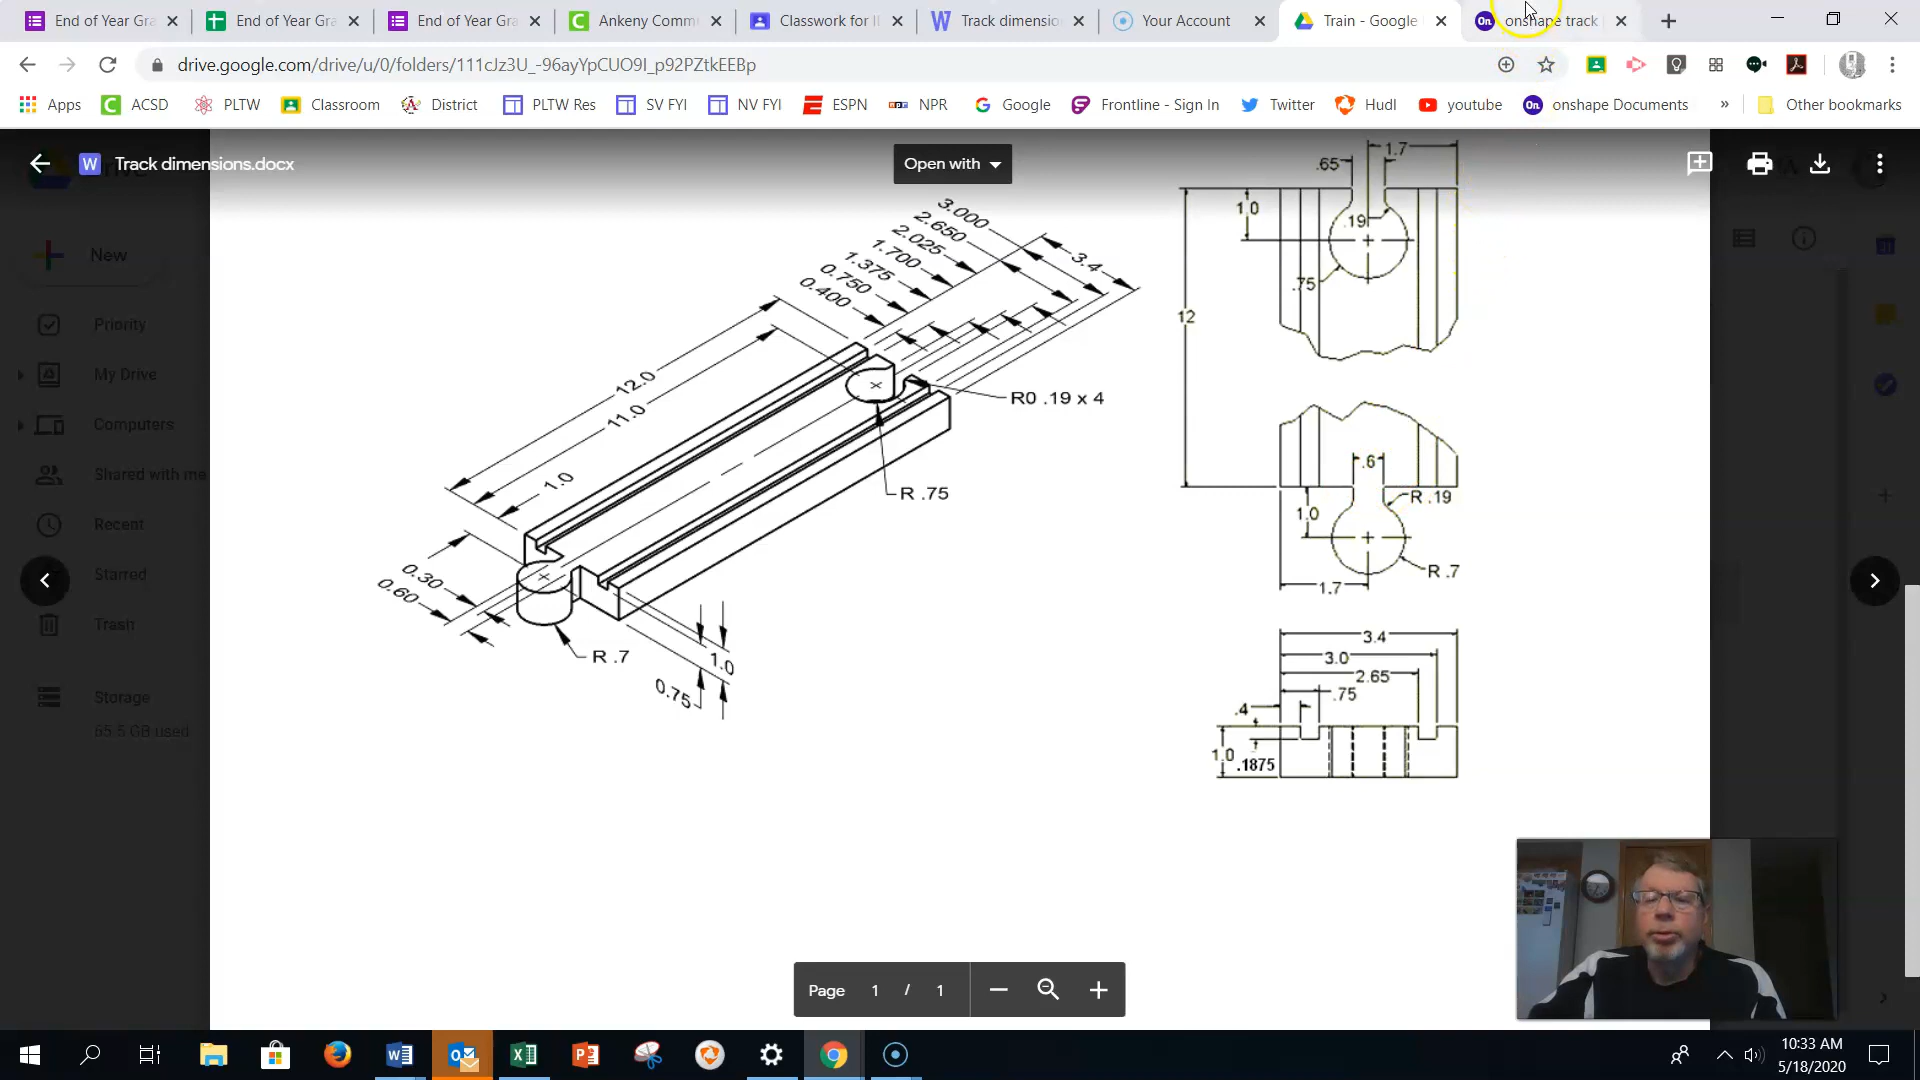 End of Year Gra
End of Year Gra
End of Year Gra
Ankeny Comm
Classwork for I
Track dimensio
Your Account
Train - Google
onshape track
drive.google.com/drive/u/0/folders/111cJz3U_-96ayYpCUO9I_p92PZtkEEBp
Apps
ACSD
PLTW
Classroom
District
PLTW Res
SV FYI
NV FYI
ESPN
NPR
Google
Frontline - Sign In
Twitter
Hudl
youtube
onshape Documents
»
Other bookmarks
Track dimensions.docx
Open with
New
Priority
My Drive
Computers
Shared with me
Recent
Starred
Trash
Storage
65.5 GB used
3.000
2.650
2.025
1.700
1.375
0.750
0.400
3.4
12.0
11.0
1.0
R0 .19 x 4
R .75
0.30
0.60
R .7
1.0
0.75
.65
1.7
1.0
.19
.75
12
.6
R .19
1.0
R .7
1.7
3.4
3.0
2.65
.75
.4
1.0
.1875
Page 1 / 1
10:33 AM
5/18/2020